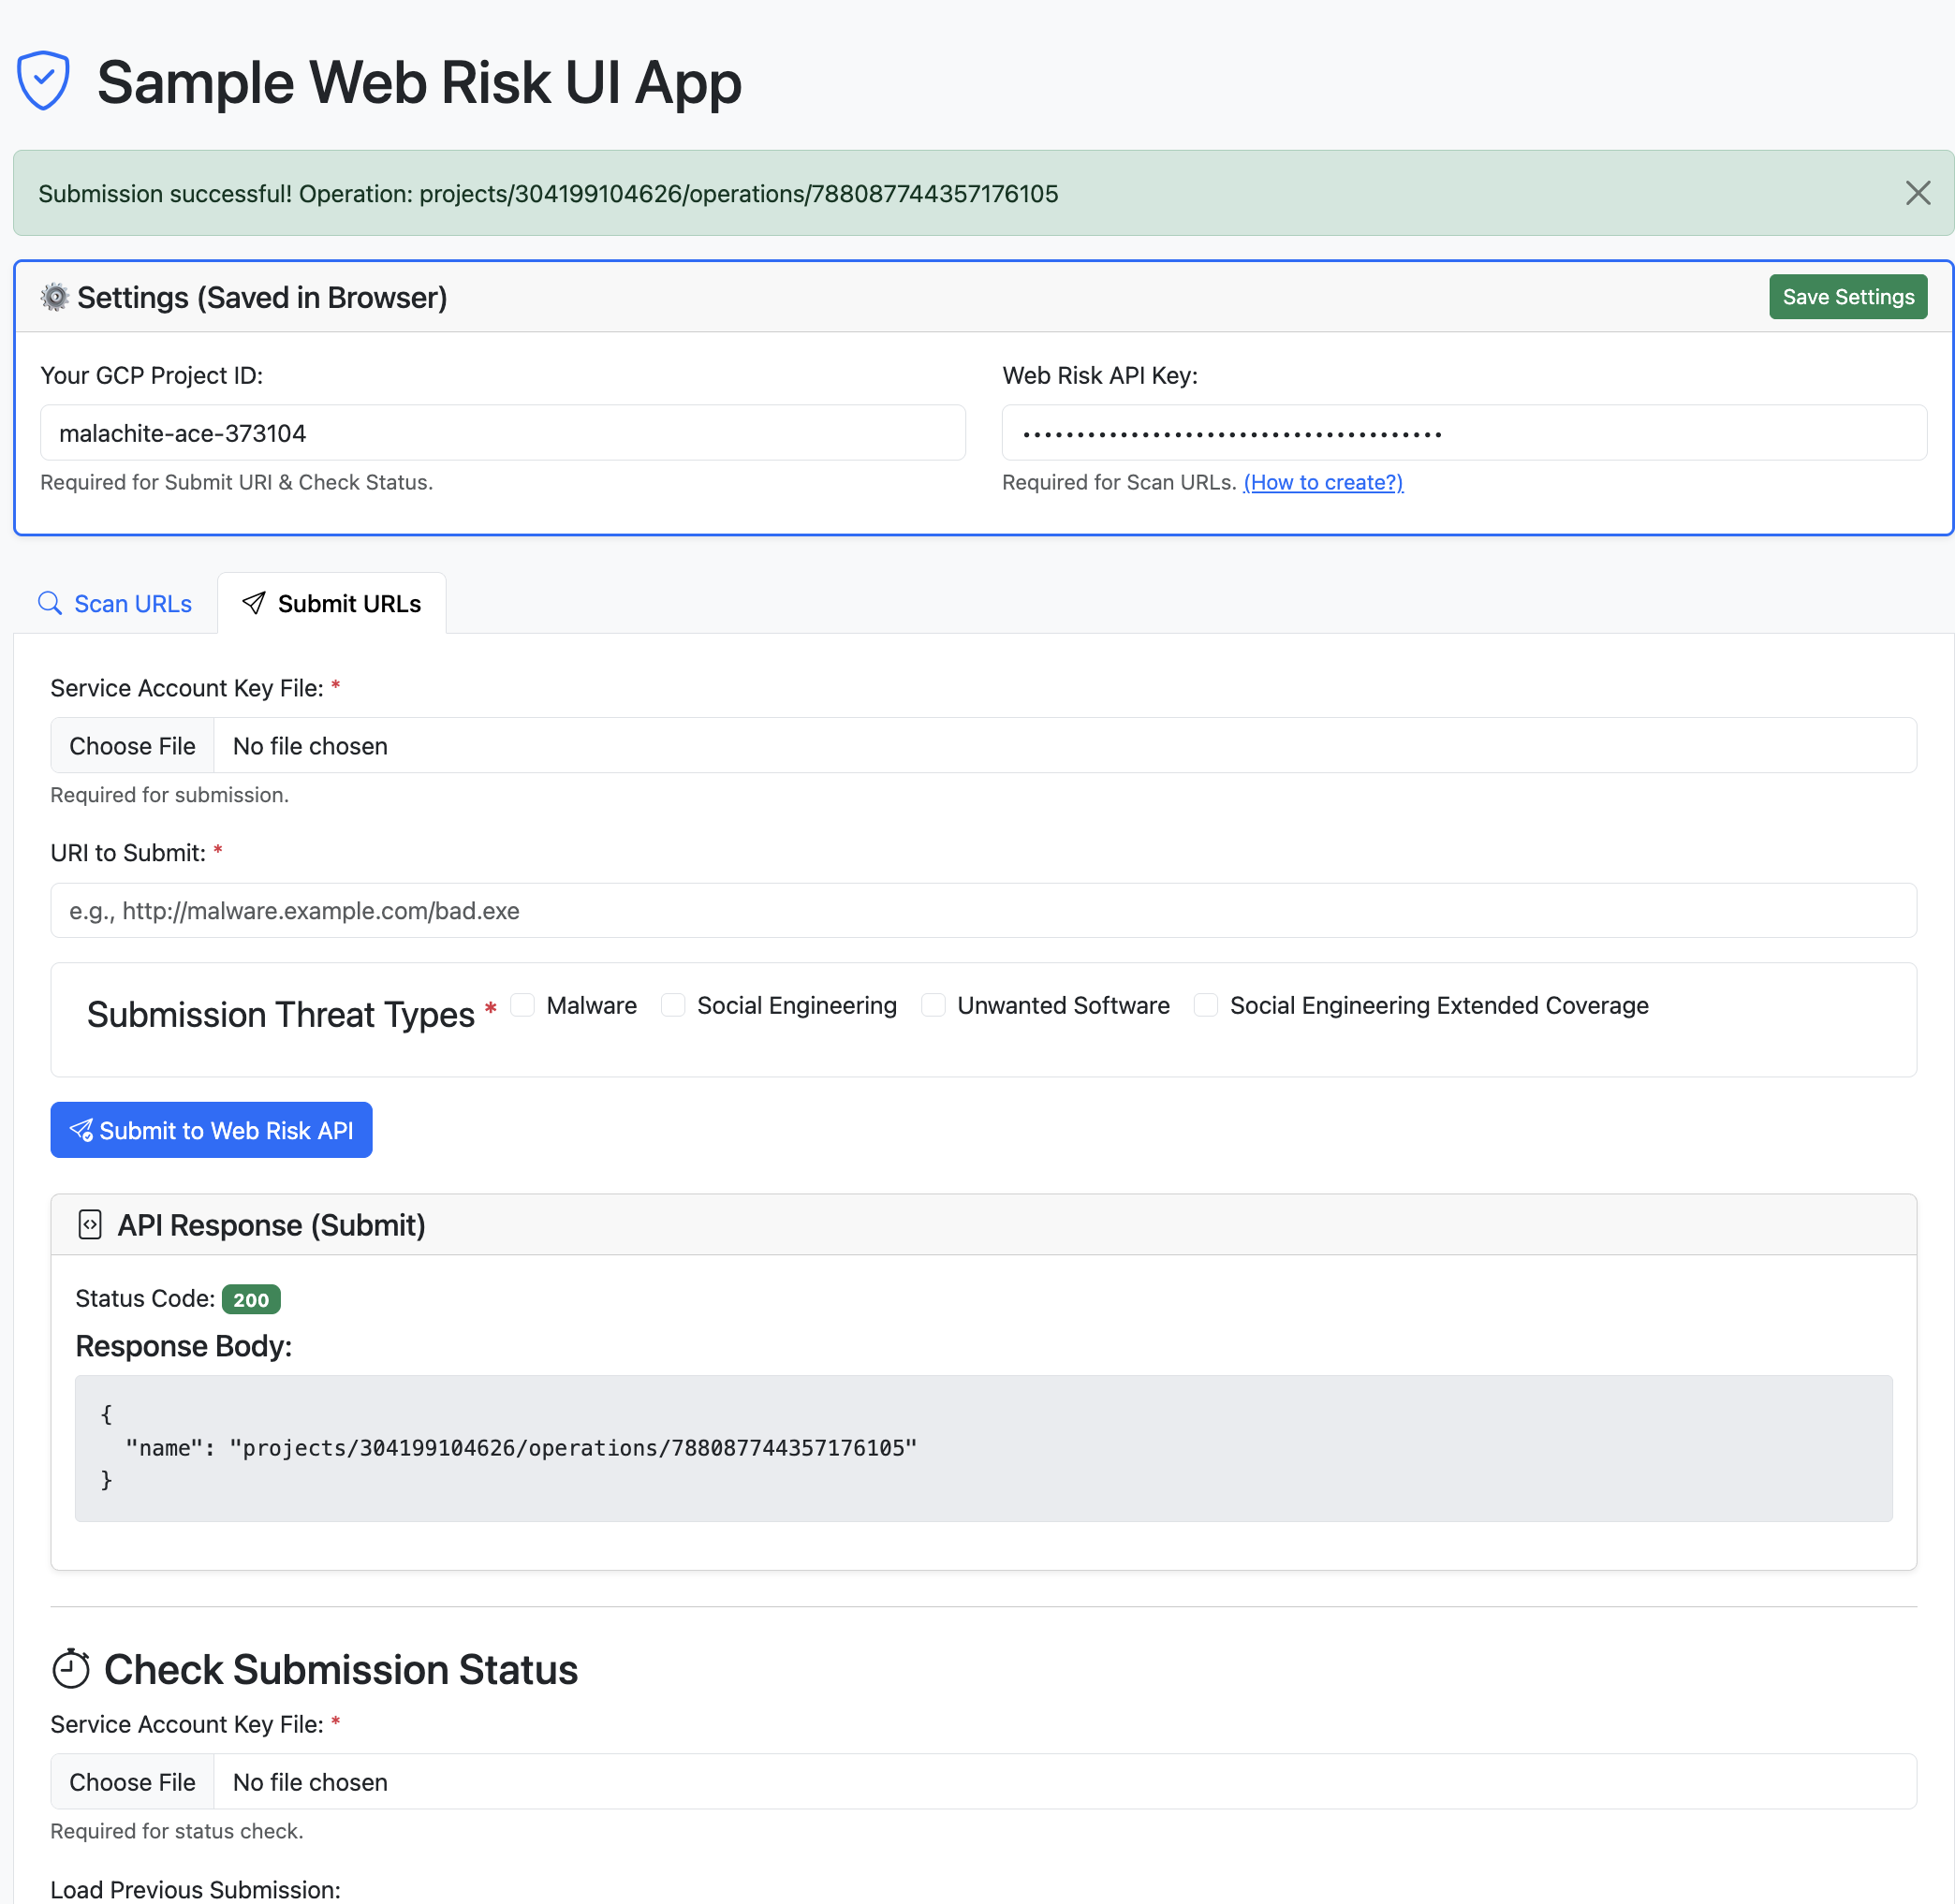 Sample Web Risk UI App
Submission successful! Operation: projects/304199104626/operations/788087744357176105
Settings (Saved in Browser)
Save Settings
Your GCP Project ID:
Web Risk API Key:
malachite-ace-373104
•••••••••••••••••••••••••••••••••••••••
Required for Submit URI & Check Status.
Required for Scan URLs. (How to create?)
Scan URLs
Submit URLs
Service Account Key File: *
Choose File No file chosen
Required for submission.
URI to Submit: *
e.g., http://malware.example.com/bad.exe
Submission Threat Types * Malware Social Engineering Unwanted Software Social Engineering Extended Coverage
Submit to Web Risk API
API Response (Submit)
Status Code: 200
Response Body:
{
"name": "projects/304199104626/operations/788087744357176105"
}
Check Submission Status
Service Account Key File: *
Choose File No file chosen
Required for status check.
Load Previous Submission: